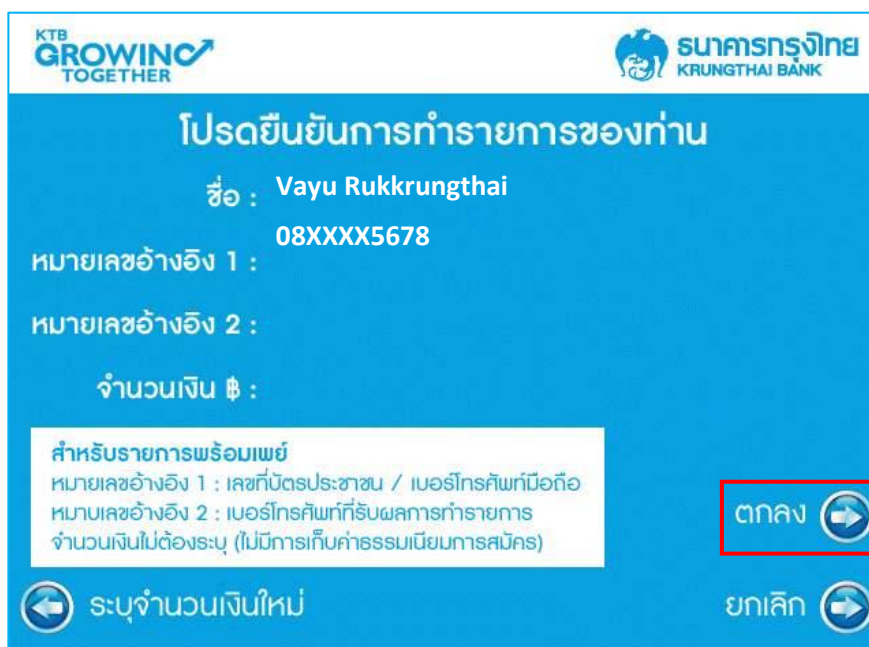 KTB
GROWING
TOGETHER
ธนาคารกรุงไทย
KRUNGTHAI BANK
โปรดยืนยันการทำรายการของท่าน
ชื่อ : Vayu Rukkrungthai
08XXXX5678
หมายเลขอ้างอิง 1 :
หมายเลขอ้างอิง 2 :
จำนวนเงิน ฿ :
สำหรับรายการพร้อมเพย์
หมายเลขอ้างอิง 1 : เลขที่บัตรประชาชน / เบอร์โทรศัพท์มือถือ
หมายเลขอ้างอิง 2 : เบอร์โทรศัพท์ที่รับผลการทำรายการ
จำนวนเงินไม่ต้องระบุ (ไม่มีการเก็บค่าธรรมเนียมการสมัคร)
ตกลง
ระบุจำนวนเงินใหม่
ยกเลิก